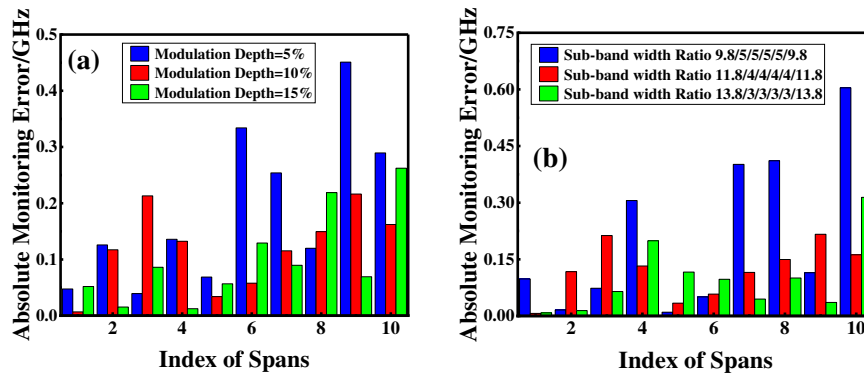 Absolute Monitoring Error/GHz
0.5
0.4
0.3
0.2
0.1
0.0
(a)
Modulation Depth=5%
Modulation Depth=10%
Modulation Depth=15%
2 4 6 8 10
Index of Spans
Absolute Monitoring Error/GHz
0.75
0.60
0.45
0.30
0.15
0.00
Sub-band width Ratio 9.8/5/5/5/5/9.8
Sub-band width Ratio 11.8/4/4/4/4/11.8
Sub-band width Ratio 13.8/3/3/3/3/13.8
(b)
2 4 6 8 10
Index of Spans